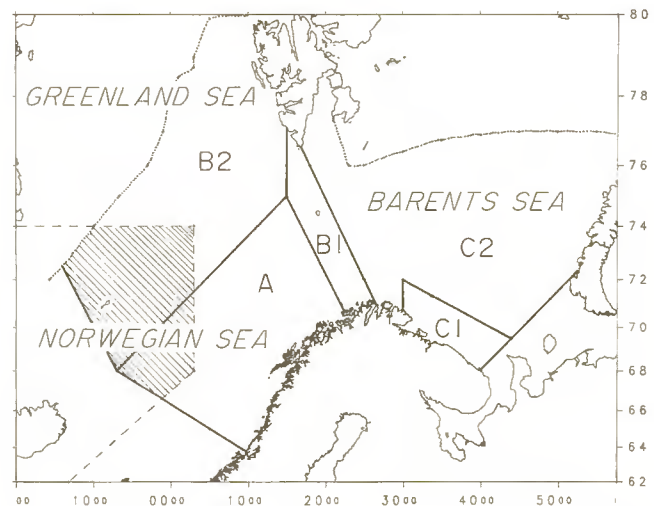 80
GREENLAND SEA
78
B2
76
BARENTS SEA
74
B1
C2
A
72
NORWEGIAN SEA
C1
70
68
66
64
62
00 1000 0000 1000 2000 3000 4000 5000